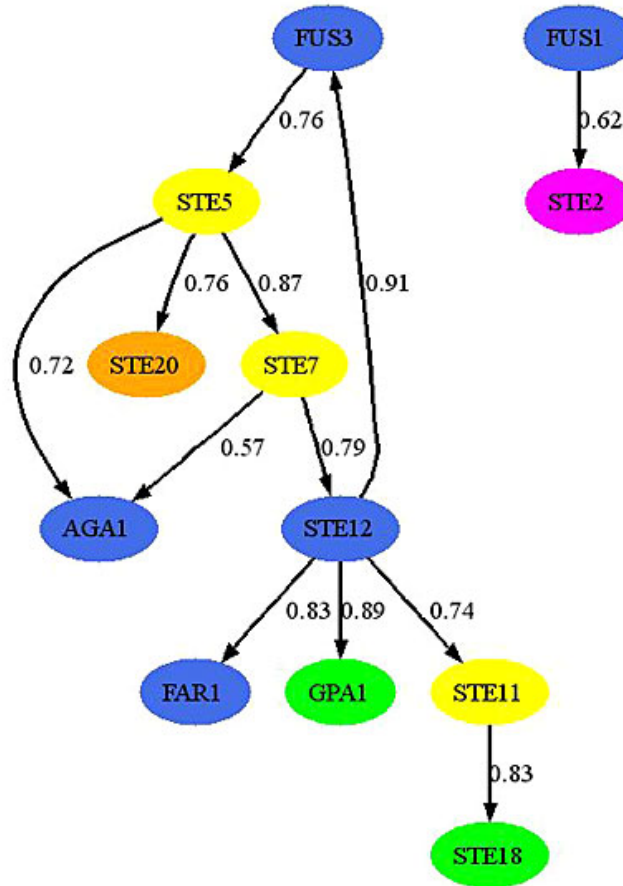 FUS3 FUS1
0.76 0.62
STE5 STE2
0.76 0.87 0.91
0.72 STE20 STE7
0.57 0.79
AGA1 STE12
0.83 0.89 0.74
FAR1 GPA1 STE11
0.83
STE18